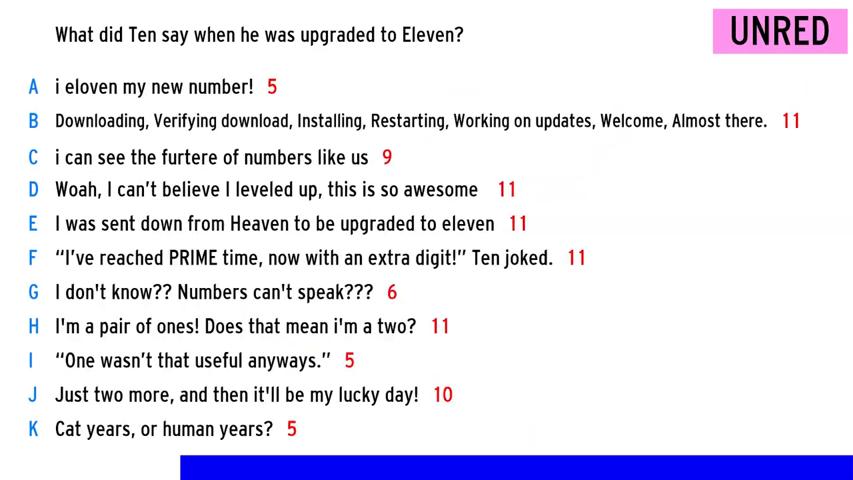 What did Ten say when he was upgraded to Eleven?
UNRED
A i eloven my new number! 5
B Downloading, Verifying download, Installing, Restarting, Working on updates, Welcome, Almost there. 11
C i can see the furtere of numbers like us 9
D Woah, I can't believe I leveled up, this is so awesome 11
E I was sent down from Heaven to be upgraded to eleven 11
F “I've reached PRIME time, now with an extra digit!” Ten joked. 11
G I don't know?? Numbers can't speak??? 6
H I'm a pair of ones! Does that mean i'm a two? 11
I “One wasn't that useful anyways.” 5
J Just two more, and then it'll be my lucky day! 10
K Cat years, or human years? 5